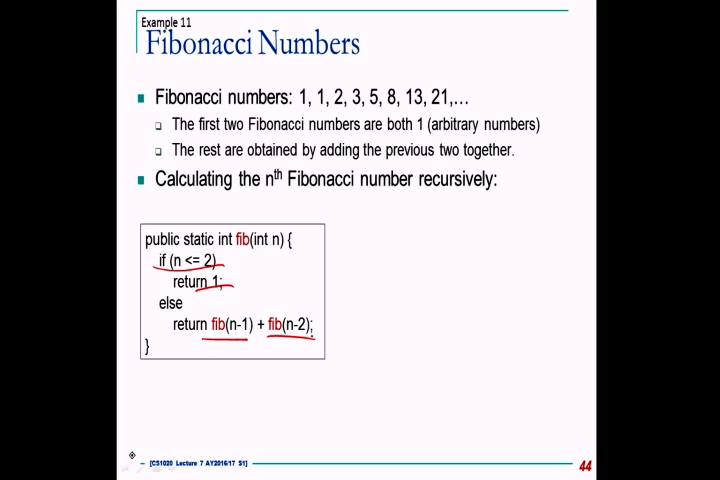 Example 11
Fibonacci Numbers
Fibonacci numbers: 1, 1, 2, 3, 5, 8, 13, 21,…
The first two Fibonacci numbers are both 1 (arbitrary numbers)
The rest are obtained by adding the previous two together.
Calculating the nth Fibonacci number recursively:
public static int fib(int n) {
if (n <= 2)
return 1;
else
return fib(n-1) + fib(n-2);
}
[CS1020 Lecture 7 AY2016/17 S1]
44